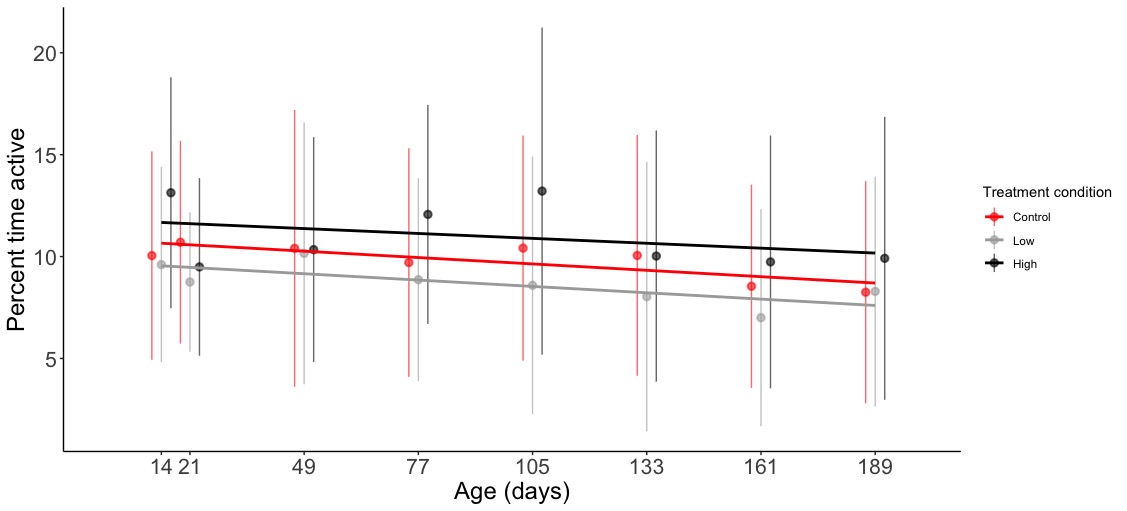 Percent time active
20
15
10
5
14 21 49 77 105 133 161 189
Age (days)
Treatment condition
Control
Low
High